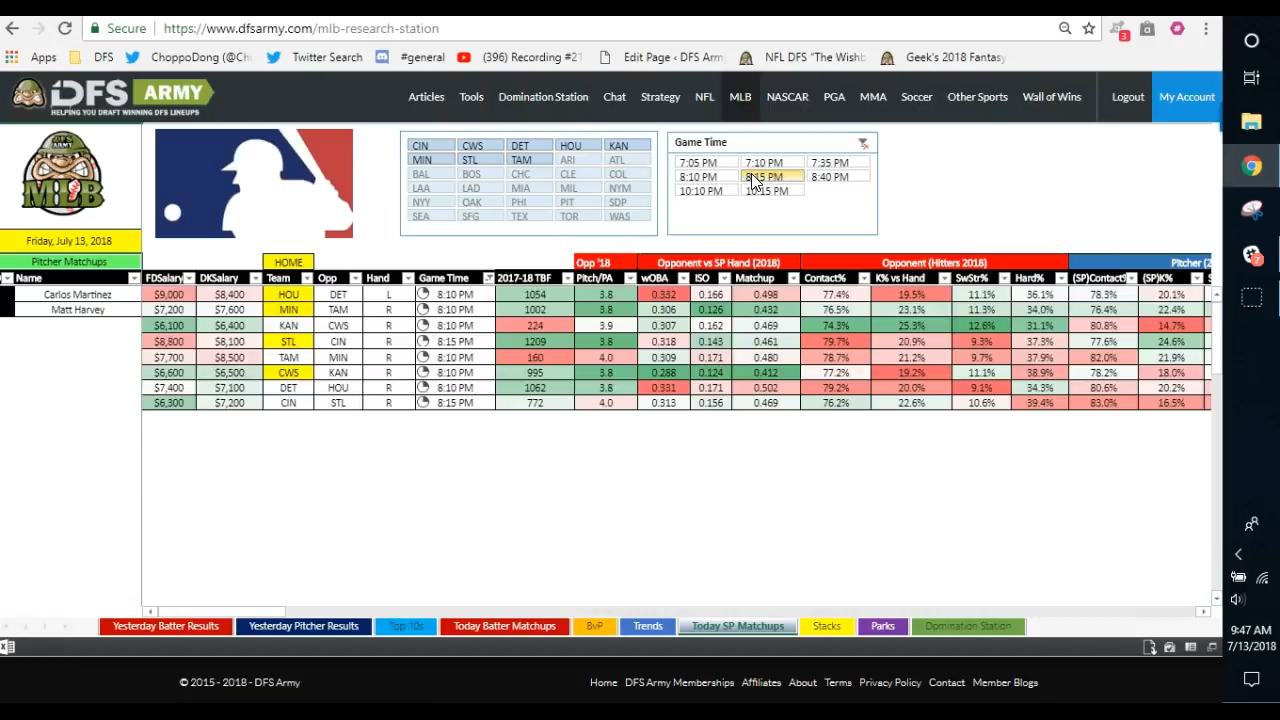 Secure https://www.dfsarmy.com/mlb-research-station
3
Apps DFS ChoppoDong (@Ch Twitter Search #general (396) Recording #21 Edit Page ‹ DFS Arm NFL DFS "The Wishb Geek's 2018 Fantasy
DFS ARMY
HELPING YOU DRAFT WINNING DFS LINEUPS
Articles Tools Domination Station Chat Strategy NFL MLB NASCAR PGA MMA Soccer Other Sports Wall of Wins Logout My Account
MLB
CIN CWS DET HOU KAN
MIN STL TAM ARI ATL
BAL BOS CHC CLE COL
LAA LAD MIA MIL NYM
NYY OAK PHI PIT SDP
SEA SFG TEX TOR WAS
Game Time
7:05 PM 7:10 PM 7:35 PM
8:10 PM 8:15 PM 8:40 PM
10:10 PM 10:15 PM
Friday, July 13, 2018
Pitcher Matchups HOME Opp '18 Opponent vs SP Hand (2018) Opponent (Hitters 2018) Pitcher (2
Name FDSalary DKSalary Team Opp Hand Game Time 2017-18 TBF Pitch/PA wOBA ISO Matchup Contact% K% vs Hand SwStr% Hard% (SP)Contact% (SP)K% S
Carlos Martinez $9,000 $8,400 HOU DET L 8:10 PM 1054 3.8 0.332 0.166 0.498 77.4% 19.5% 11.1% 36.1% 78.3% 20.1%
Matt Harvey $7,200 $7,600 MIN TAM R 8:10 PM 1002 3.8 0.306 0.126 0.432 76.5% 23.1% 11.3% 34.0% 76.4% 22.4%
$6,100 $6,400 KAN CWS R 8:10 PM 224 3.9 0.307 0.162 0.469 74.3% 25.3% 12.6% 31.1% 80.8% 14.7%
$8,800 $8,100 STL CIN R 8:15 PM 1209 3.8 0.318 0.143 0.461 79.7% 20.9% 9.3% 37.3% 77.6% 24.6%
$7,700 $8,500 TAM MIN R 8:10 PM 160 4.0 0.309 0.171 0.480 78.7% 21.2% 9.7% 37.9% 82.0% 21.9%
$6,600 $6,500 CWS KAN R 8:10 PM 995 3.8 0.288 0.124 0.412 77.2% 19.2% 11.1% 38.9% 78.2% 18.0%
$7,400 $7,100 DET HOU R 8:10 PM 1062 3.8 0.331 0.171 0.502 79.2% 20.0% 9.1% 34.3% 80.6% 20.2%
$6,300 $7,200 CIN STL R 8:15 PM 772 4.0 0.313 0.156 0.469 76.2% 22.6% 10.6% 39.4% 83.0% 16.5%
Yesterday Batter Results Yesterday Pitcher Results Top 10s Today Batter Matchups BvP Trends Today SP Matchups Stacks Parks Domination Station
© 2015 - 2018 - DFS Army Home DFS Army Memberships Affiliates About Terms Privacy Policy Contact Member Blogs
9:47 AM
7/13/2018